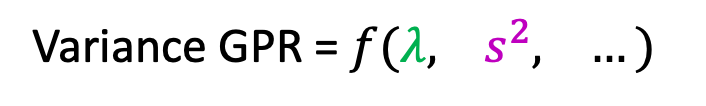 Variance GPR = f(λ, s², ...)